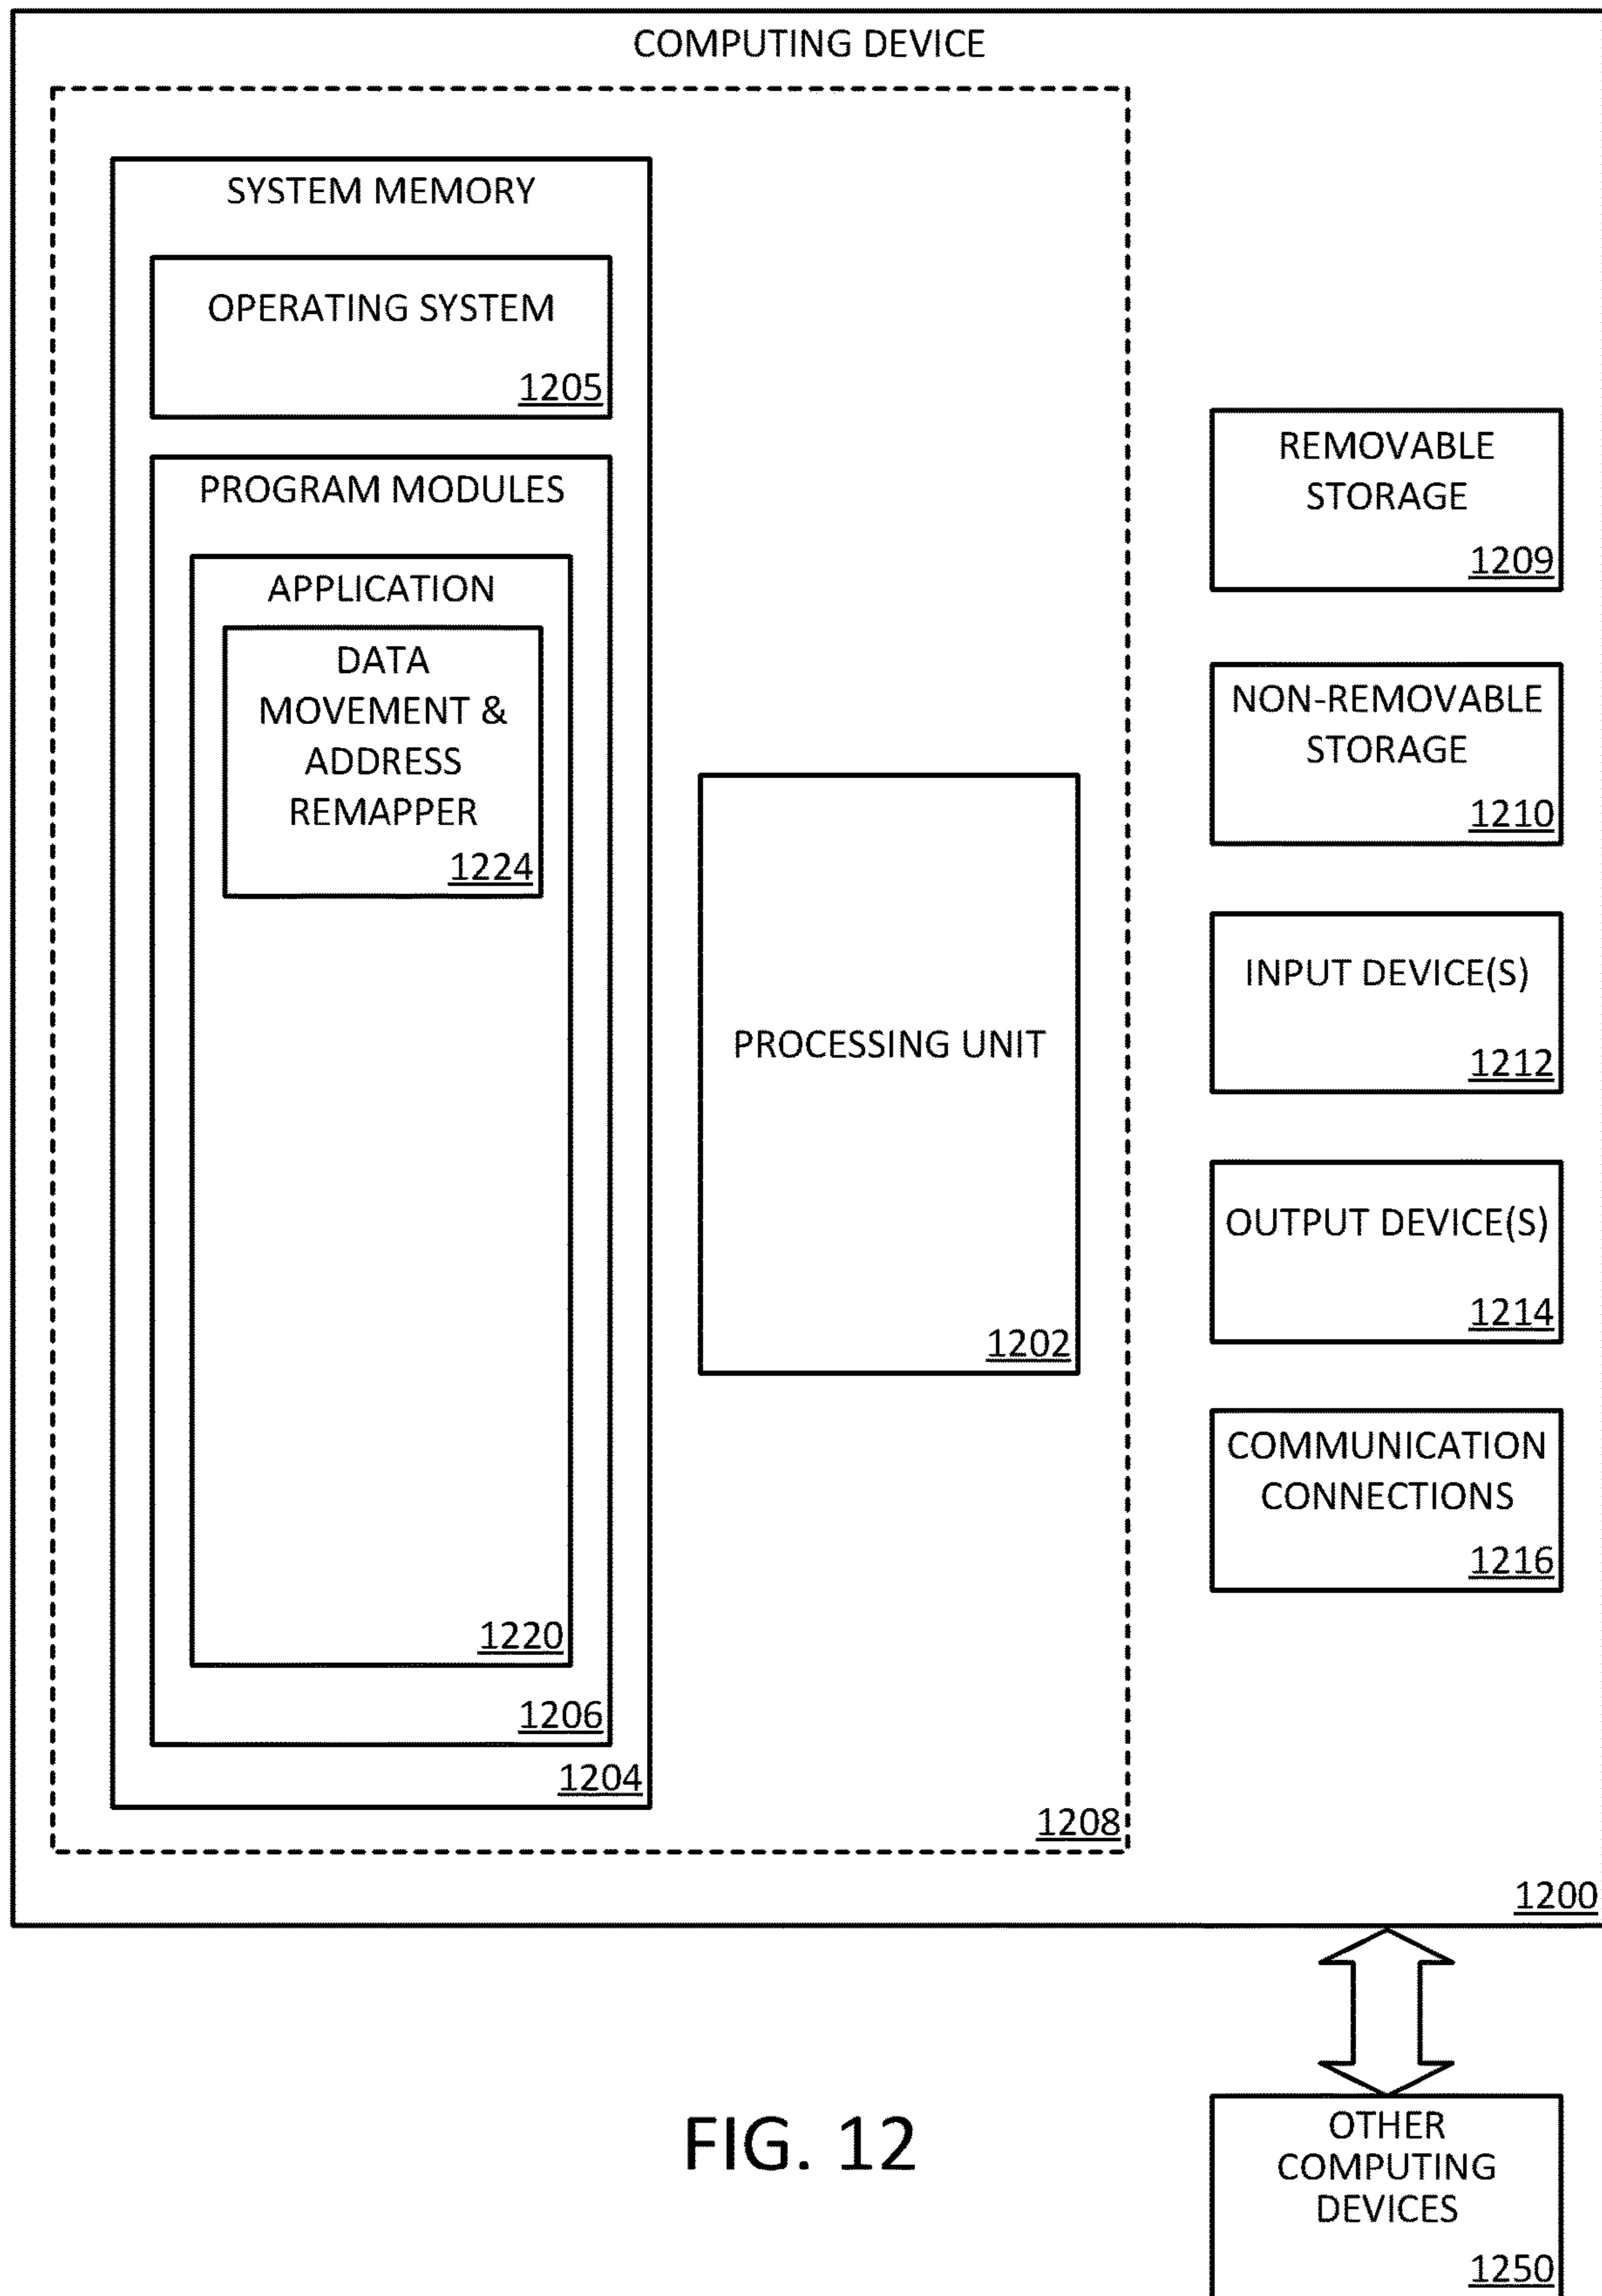 COMPUTING DEVICE
SYSTEM MEMORY
OPERATING SYSTEM
1205
PROGRAM MODULES
APPLICATION
DATA
MOVEMENT &
ADDRESS
REMAPPER
1224
1220
1206
1204
PROCESSING UNIT
1202
1208
REMOVABLE
STORAGE
1209
NON-REMOVABLE
STORAGE
1210
INPUT DEVICE(S)
1212
OUTPUT DEVICE(S)
1214
COMMUNICATION
CONNECTIONS
1216
1200
OTHER
COMPUTING
DEVICES
1250
FIG. 12